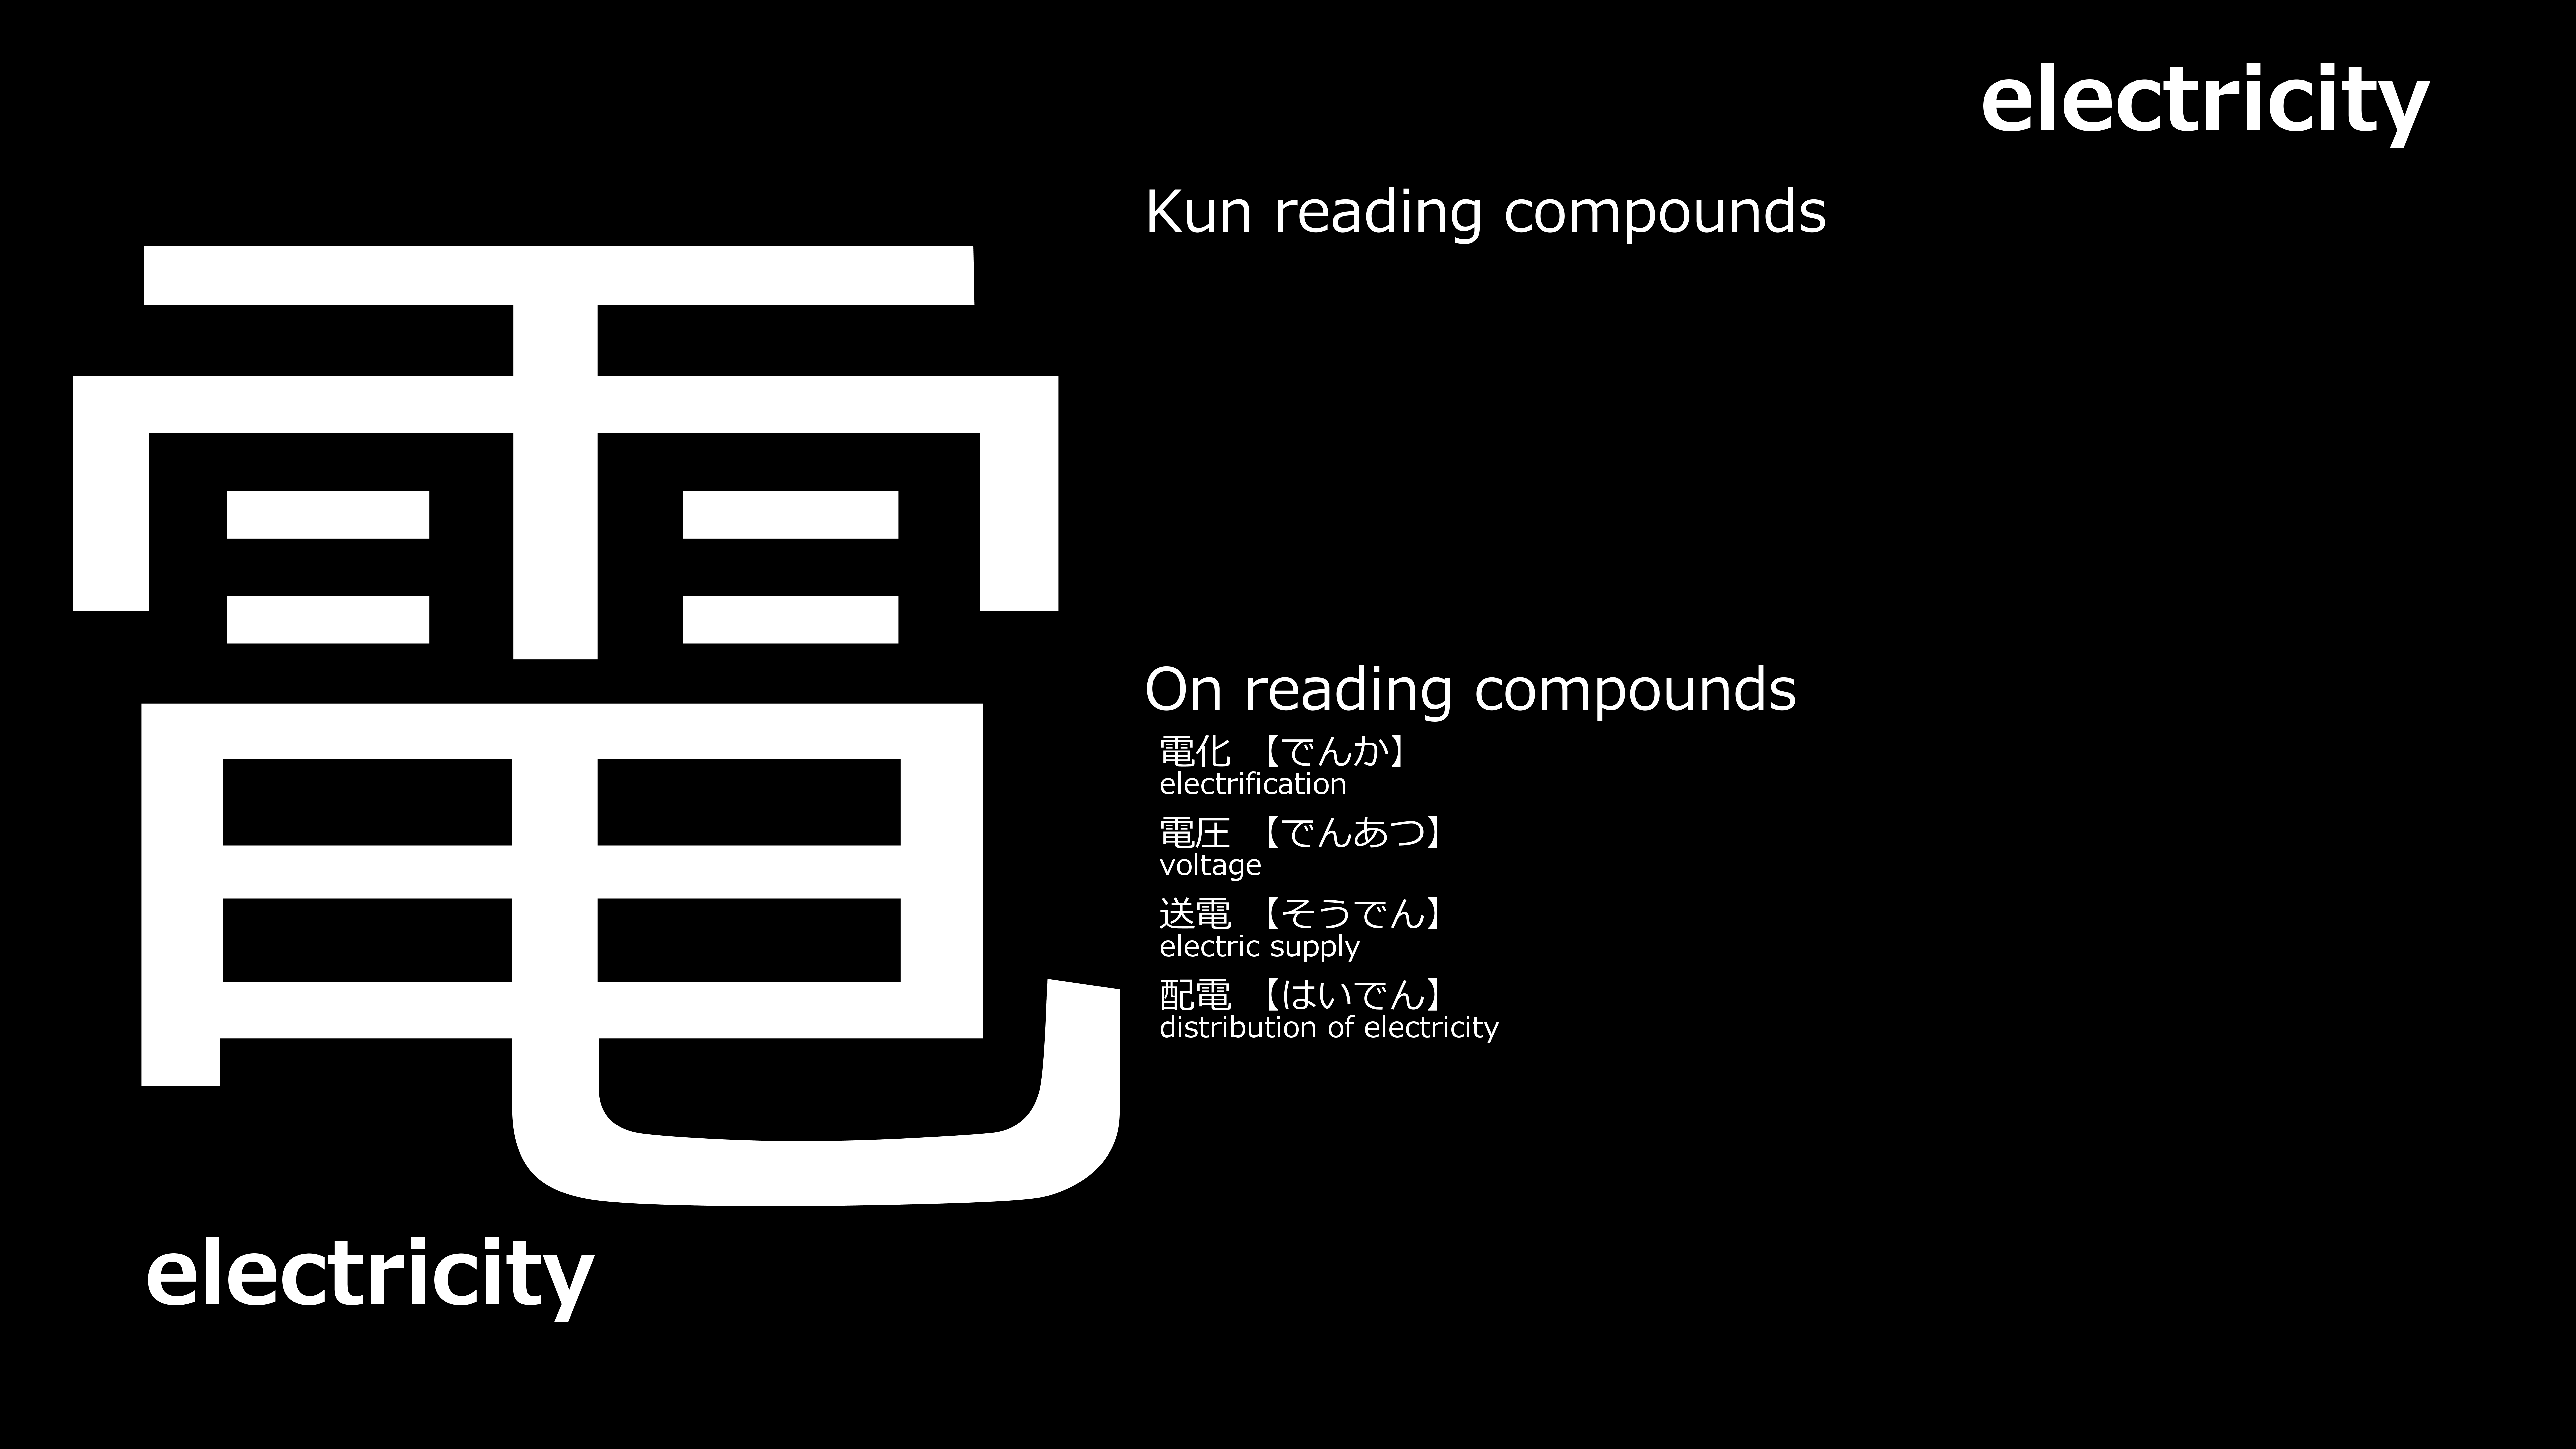 electricity
Kun reading compounds
電
On reading compounds
電化 【でんか】
electrification
電圧 【でんあつ】
voltage
送電 【そうでん】
electric supply
配電 【はいでん】
distribution of electricity
electricity